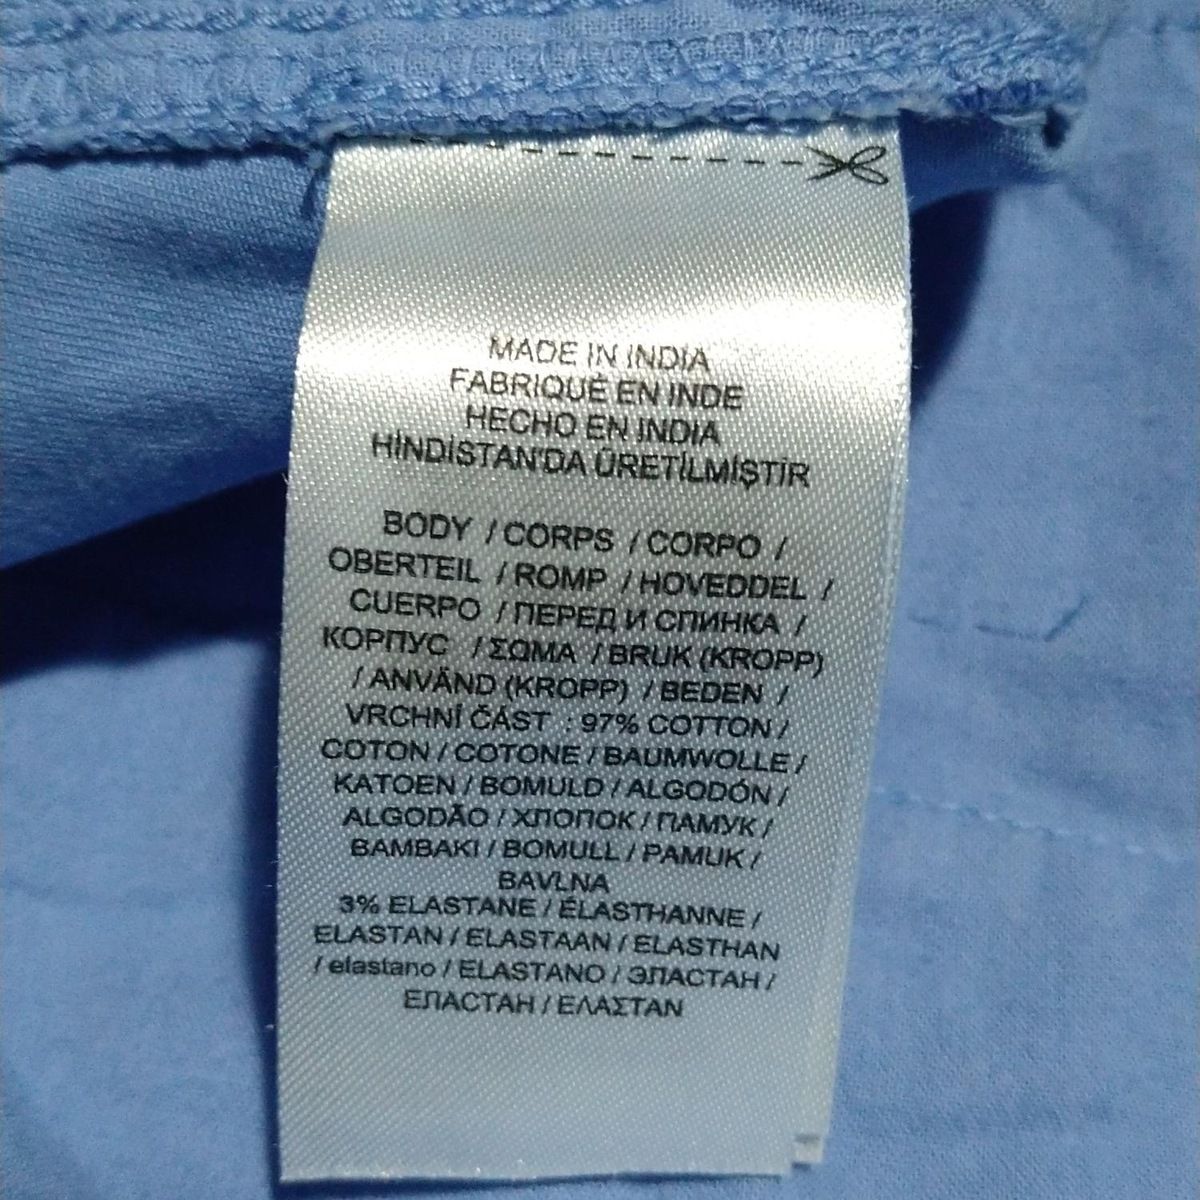 MADE IN INDIA
FABRIQUÉ EN INDE
HECHO EN INDIA
HİNDİSTAN'DA ÜRETİLMİŞTİR
BODY / CORPS / CORPO /
OBERTEIL / ROMP / HOVEDDEL /
CUERPO / ПЕРЕД И СПИНКА /
КОРПУС / ΣΩΜΑ / BRUK (KROPP)
/ ANVÄND (KROPP) / BEDEN /
VRCHNÍ ČÁST : 97% COTTON /
COTON / COTONE / BAUMWOLLE /
KATOEN / BOMULD / ALGODÓN /
ALGODÃO / ХЛОПОК / ПАМУК /
ΒΑΜΒΑΚΙ / BOMULL / PAMUK /
BAVLNA
3% ELASTANE / ÉLASTHANNE /
ELASTAN / ELASTAAN / ELASTHAN
/ elastano / ELASTANO / ЭЛАСТАН /
ЕЛАСТАН / ΕΛΑΣΤΑΝ